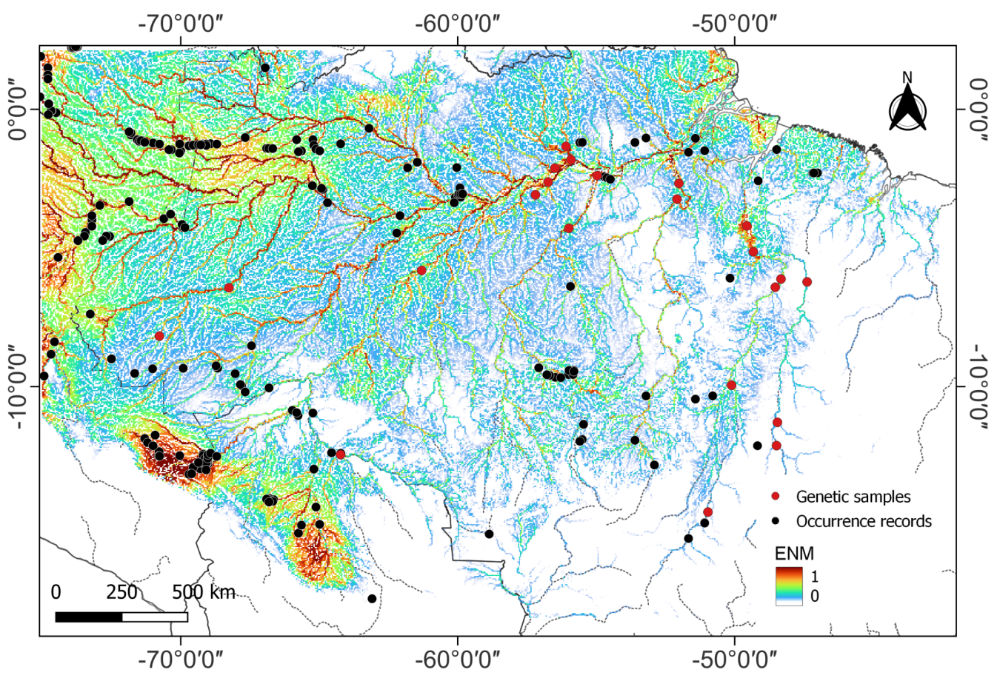 -70°0′0″ -60°0′0″ -50°0′0″
0°0′0″
0°0′0″
N
-10°0′0″
-10°0′0″
Genetic samples
Occurrence records
ENM
1
0
0 250 500 km
-70°0′0″ -60°0′0″ -50°0′0″